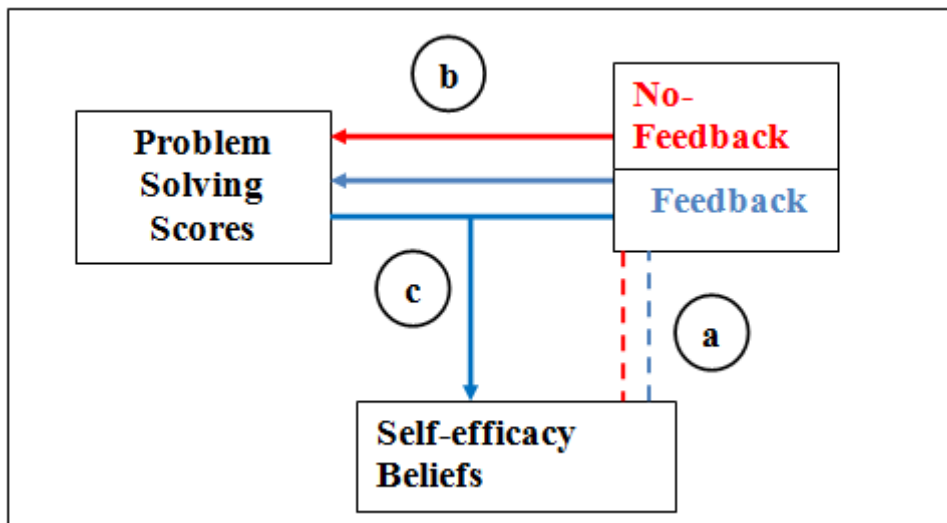 b
No-
Feedback
Problem
Solving
Scores
Feedback
c
a
Self-efficacy
Beliefs